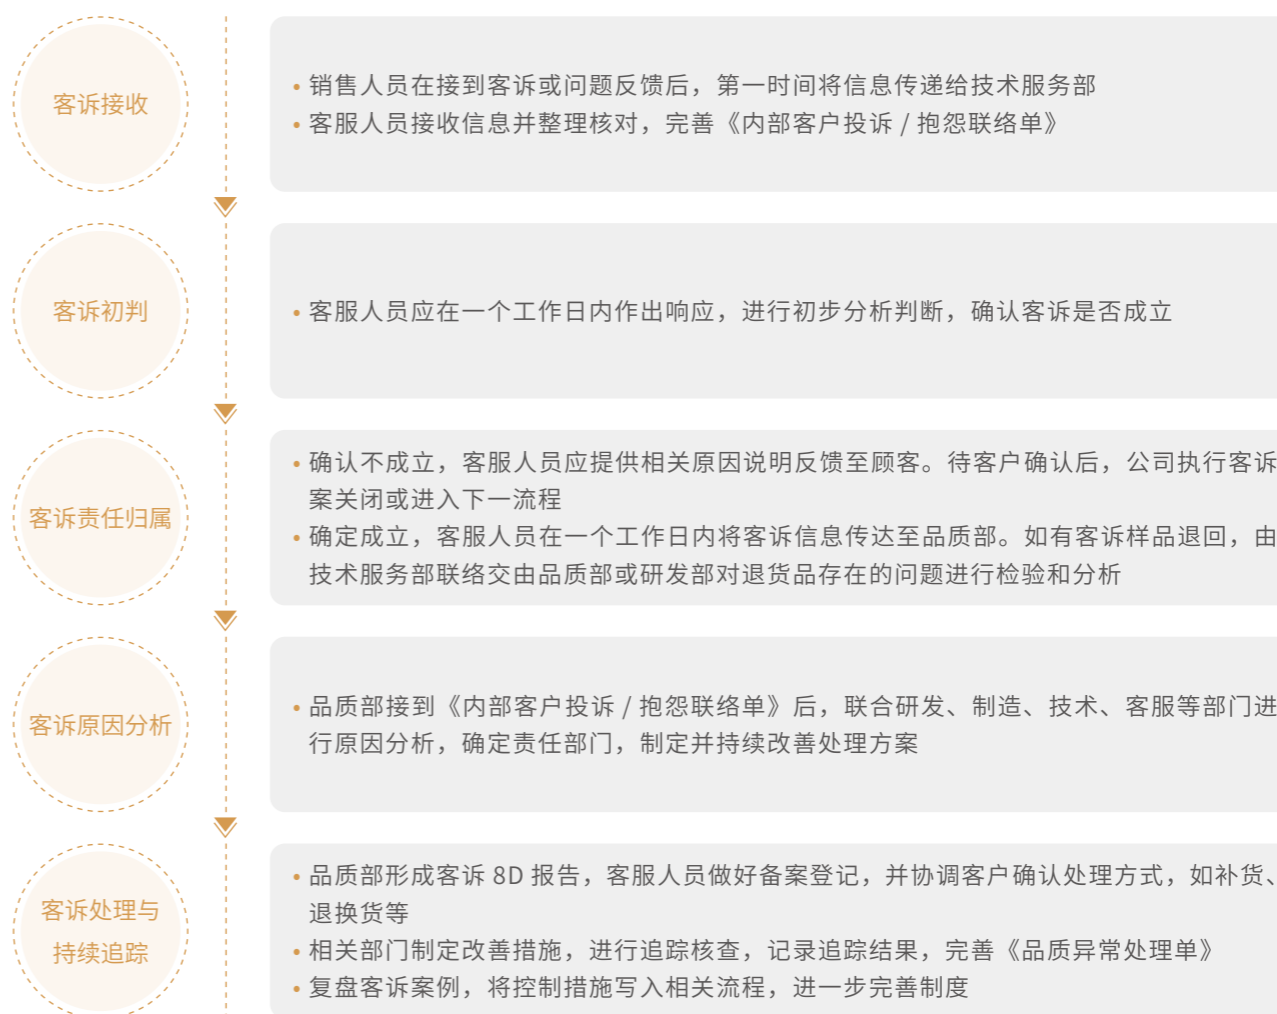 客诉接收
• 销售人员在接到客诉或问题反馈后，第一时间将信息传递给技术服务部
• 客服人员接收信息并整理核对，完善《内部客户投诉 / 抱怨联络单》
客诉初判
• 客服人员应在一个工作日内作出响应，进行初步分析判断，确认客诉是否成立
客诉责任归属
• 确认不成立，客服人员应提供相关原因说明反馈至顾客。待客户确认后，公司执行客诉
案关闭或进入下一流程
• 确定成立，客服人员在一个工作日内将客诉信息传达至品质部。如有客诉样品退回，由
技术服务部联络交由品质部或研发部对退货品存在的问题进行检验和分析
客诉原因分析
• 品质部接到《内部客户投诉 / 抱怨联络单》后，联合研发、制造、技术、客服等部门进
行原因分析，确定责任部门，制定并持续改善处理方案
客诉处理与
持续追踪
• 品质部形成客诉 8D 报告，客服人员做好备案登记，并协调客户确认处理方式，如补货、
退换货等
• 相关部门制定改善措施，进行追踪核查，记录追踪结果，完善《品质异常处理单》
• 复盘客诉案例，将控制措施写入相关流程，进一步完善制度